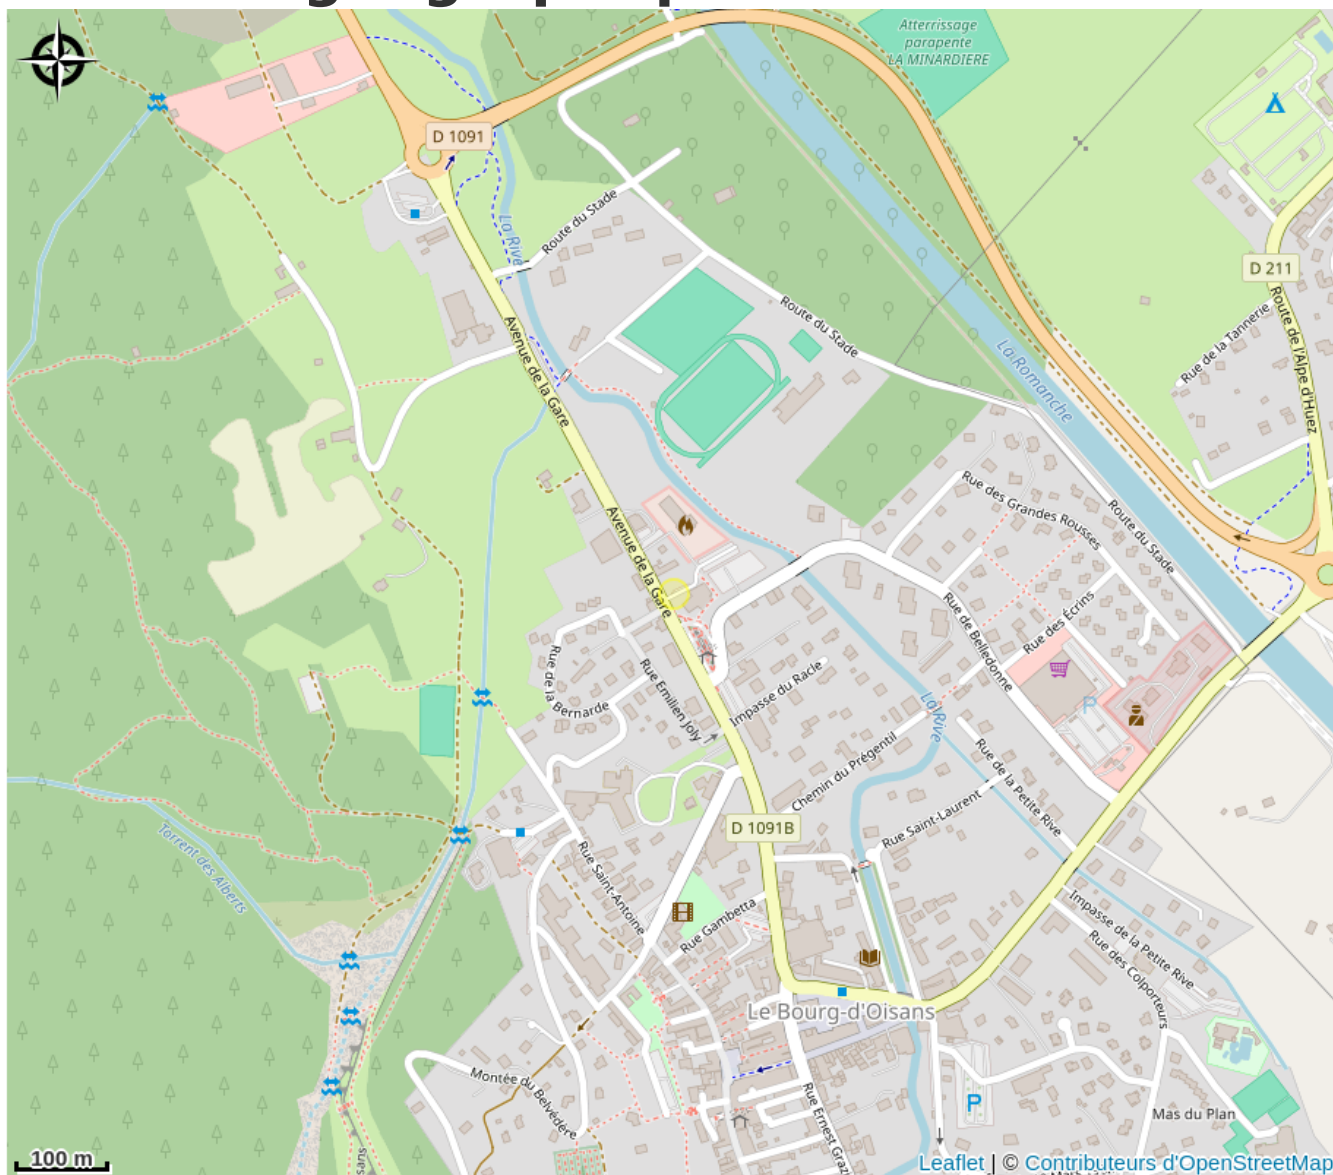 Atterrissage
parapente
LA MINARDIERE
D 1091
La Rive
Route du Stade
D 211
Route du Stade
Rue de la Tannerie
Route de l'Alpe d'Huez
La Romanche
Avenue de la Gare
Rue des Grandes Rousses
Route du Stade
Avenue de la Gare
Rue de Belledonne
Rue des Écrins
Rue de la Bernarde
Rue Emilien Joly
Impasse du Racle
La Rive
P
Chemin du Prégentil
Rue de la Petite Rive
Rue Saint-Laurent
D 1091B
Torrent des Alberts
Rue Saint-Antoine
Rue Gambetta
Impasse de la Petite Rive
Rue des Colporteurs
Le Bourg-d'Oisans
Montée du Belvédère
Rue Ernest Graz
P
Mas du Plan
100 m
sans
Leaflet | © Contributeurs d'OpenStreetMap